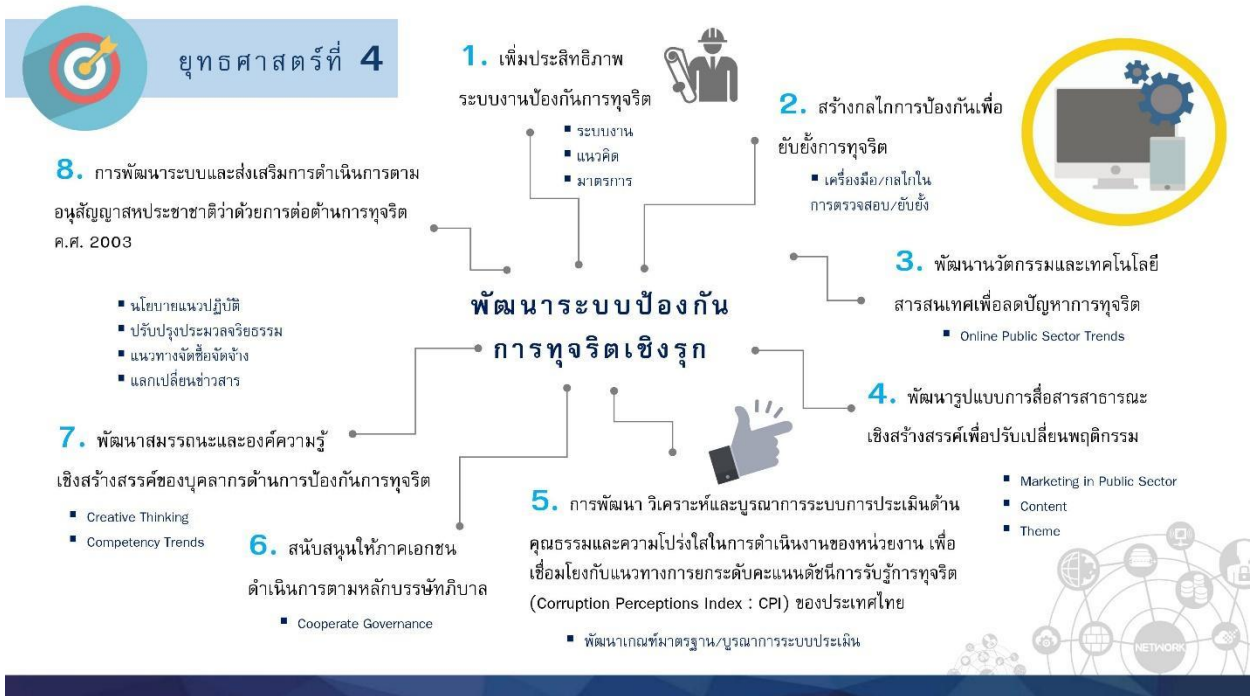 ยุทธศาสตร์ที่ 4
1. เพิ่มประสิทธิภาพ
ระบบงานป้องกันการทุจริต
▪ ระบบงาน
▪ แนวคิด
▪ มาตรการ
2. สร้างกลไกการป้องกันเพื่อ
ยับยั้งการทุจริต
▪ เครื่องมือ/กลไกใน
การตรวจสอบ/ยับยั้ง
3. พัฒนานวัตกรรมและเทคโนโลยี
สารสนเทศเพื่อลดปัญหาการทุจริต
▪ Online Public Sector Trends
4. พัฒนารูปแบบการสื่อสารสาธารณะ
เชิงสร้างสรรค์เพื่อปรับเปลี่ยนพฤติกรรม
▪ Marketing in Public Sector
▪ Content
▪ Theme
พัฒนาระบบป้องกัน
การทุจริตเชิงรุก
5. การพัฒนา วิเคราะห์และบูรณาการระบบการประเมินด้าน
คุณธรรมและความโปร่งใสในการดำเนินงานของหน่วยงาน เพื่อ
เชื่อมโยงกับแนวทางการยกระดับคะแนนดัชนีการรับรู้การทุจริต
(Corruption Perceptions Index : CPI) ของประเทศไทย
▪ พัฒนาเกณฑ์มาตรฐาน/บูรณาการระบบประเมิน
6. สนับสนุนให้ภาคเอกชน
ดำเนินการตามหลักบรรษัทภิบาล
▪ Cooperate Governance
7. พัฒนาสมรรถนะและองค์ความรู้
เชิงสร้างสรรค์ของบุคลากรด้านการป้องกันการทุจริต
▪ Creative Thinking
▪ Competency Trends
8. การพัฒนาระบบและส่งเสริมการดำเนินการตาม
อนุสัญญาสหประชาชาติว่าด้วยการต่อต้านการทุจริต
ค.ศ. 2003
▪ นโยบายแนวปฏิบัติ
▪ ปรับปรุงประมวลจริยธรรม
▪ แนวทางจัดซื้อจัดจ้าง
▪ แลกเปลี่ยนข่าวสาร
NETWORK